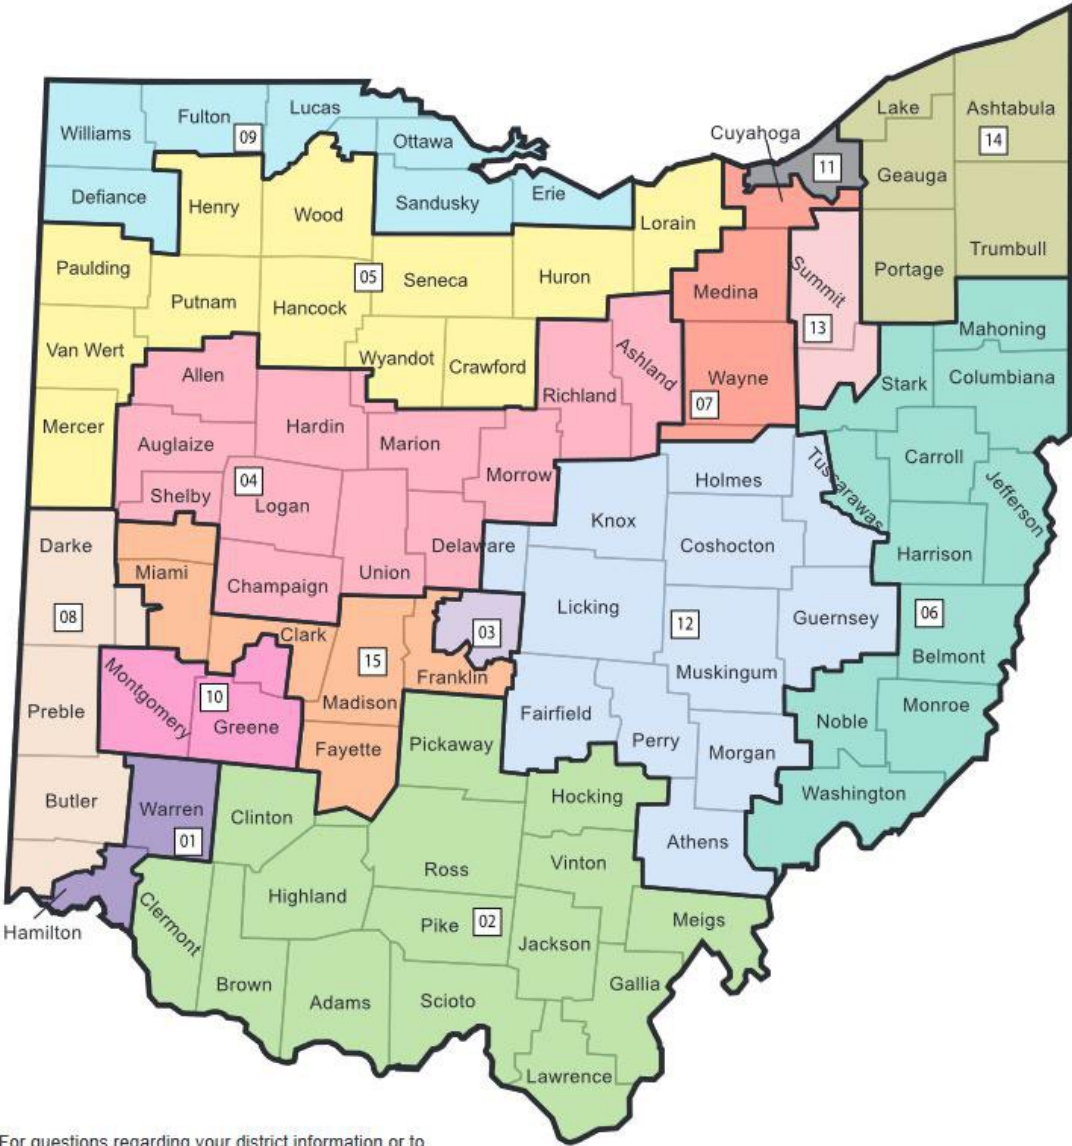 Lake
Ashtabula
Lucas
Fulton
Cuyahoga
Williams
09
Ottawa
14
11
Geauga
Defiance
Erie
Sandusky
Henry
Wood
Lorain
Trumbull
Paulding
Portage
05
Seneca
Huron
Summit
Putnam
Medina
Hancock
13
Mahoning
Van Wert
Wyandot
Ashland
Crawford
Allen
Wayne
Stark
Columbiana
Richland
07
Mercer
Hardin
Auglaize
Marion
Carroll
Morrow
Holmes
Tuscarawas
Jefferson
04
Shelby
Logan
Knox
Darke
Delaware
Coshocton
Harrison
Miami
Union
Champaign
Licking
08
06
Guernsey
12
Clark
03
Belmont
15
Muskingum
Franklin
Montgomery
10
Madison
Monroe
Preble
Fairfield
Noble
Greene
Pickaway
Perry
Fayette
Morgan
Butler
Hocking
Washington
Warren
Clinton
01
Athens
Vinton
Ross
Highland
Hamilton
Clermont
Pike
02
Meigs
Jackson
Brown
Gallia
Adams
Scioto
Lawrence
For questions regarding your district information or to